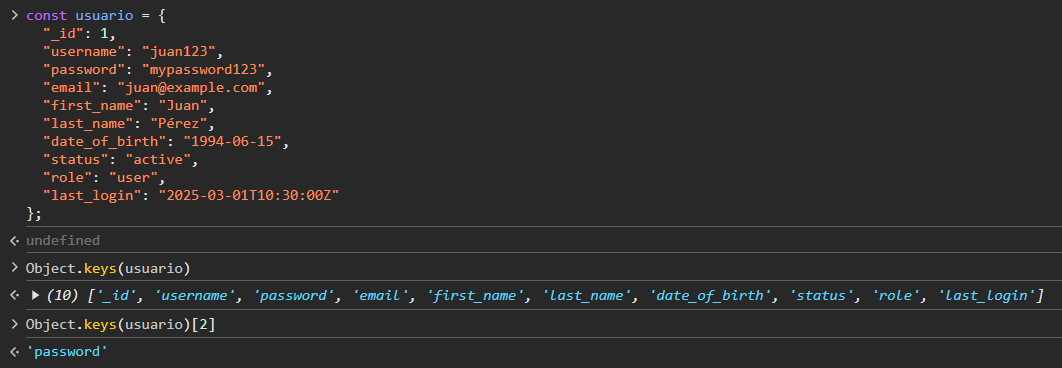 > const usuario = {
"_id": 1,
"username": "juan123",
"password": "mypassword123",
"email": "juan@example.com",
"first_name": "Juan",
"last_name": "Pérez",
"date_of_birth": "1994-06-15",
"status": "active",
"role": "user",
"last_login": "2025-03-01T10:30:00Z"
};
undefined
> Object.keys(usuario)
▶ (10) ['_id', 'username', 'password', 'email', 'first_name', 'last_name', 'date_of_birth', 'status', 'role', 'last_login']
> Object.keys(usuario)[2]
'password'